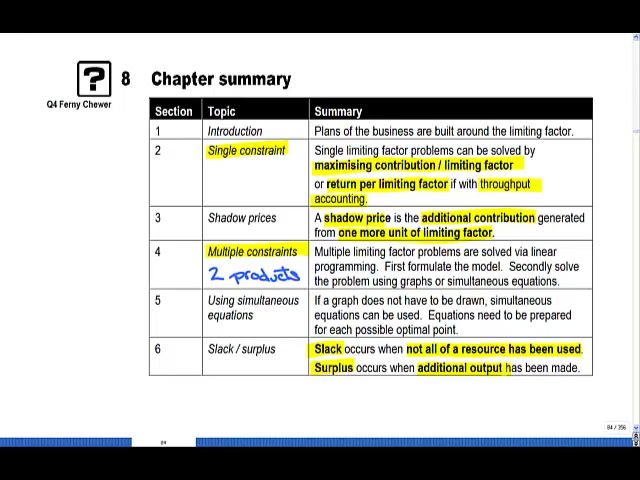 ?
8 Chapter summary
Q4 Ferny Chewer
Section Topic Summary
1 Introduction Plans of the business are built around the limiting factor.
2 Single constraint Single limiting factor problems can be solved by
maximising contribution / limiting factor
or return per limiting factor if with throughput
accounting.
3 Shadow prices A shadow price is the additional contribution generated
from one more unit of limiting factor.
4 Multiple constraints Multiple limiting factor problems are solved via linear
2 products programming. First formulate the model. Secondly solve
the problem using graphs or simultaneous equations.
5 Using simultaneous If a graph does not have to be drawn, simultaneous
equations equations can be used. Equations need to be prepared
for each possible optimal point.
6 Slack / surplus Slack occurs when not all of a resource has been used.
Surplus occurs when additional output has been made.
84 / 356
84